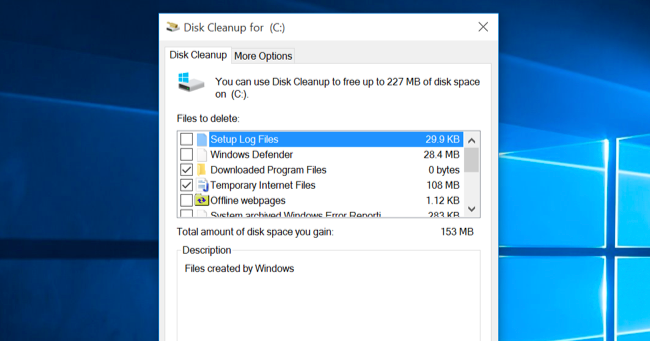 Disk Cleanup for (C:)
Disk Cleanup
More Options
You can use Disk Cleanup to free up to 227 MB of disk space
on (C:).
Files to delete:
Setup Log Files 29.9 KB
Windows Defender 28.4 MB
Downloaded Program Files 0 bytes
Temporary Internet Files 108 MB
Offline webpages 1.12 KB
System archived Windows Error Reporti 283 KB
Total amount of disk space you gain: 153 MB
Description
Files created by Windows